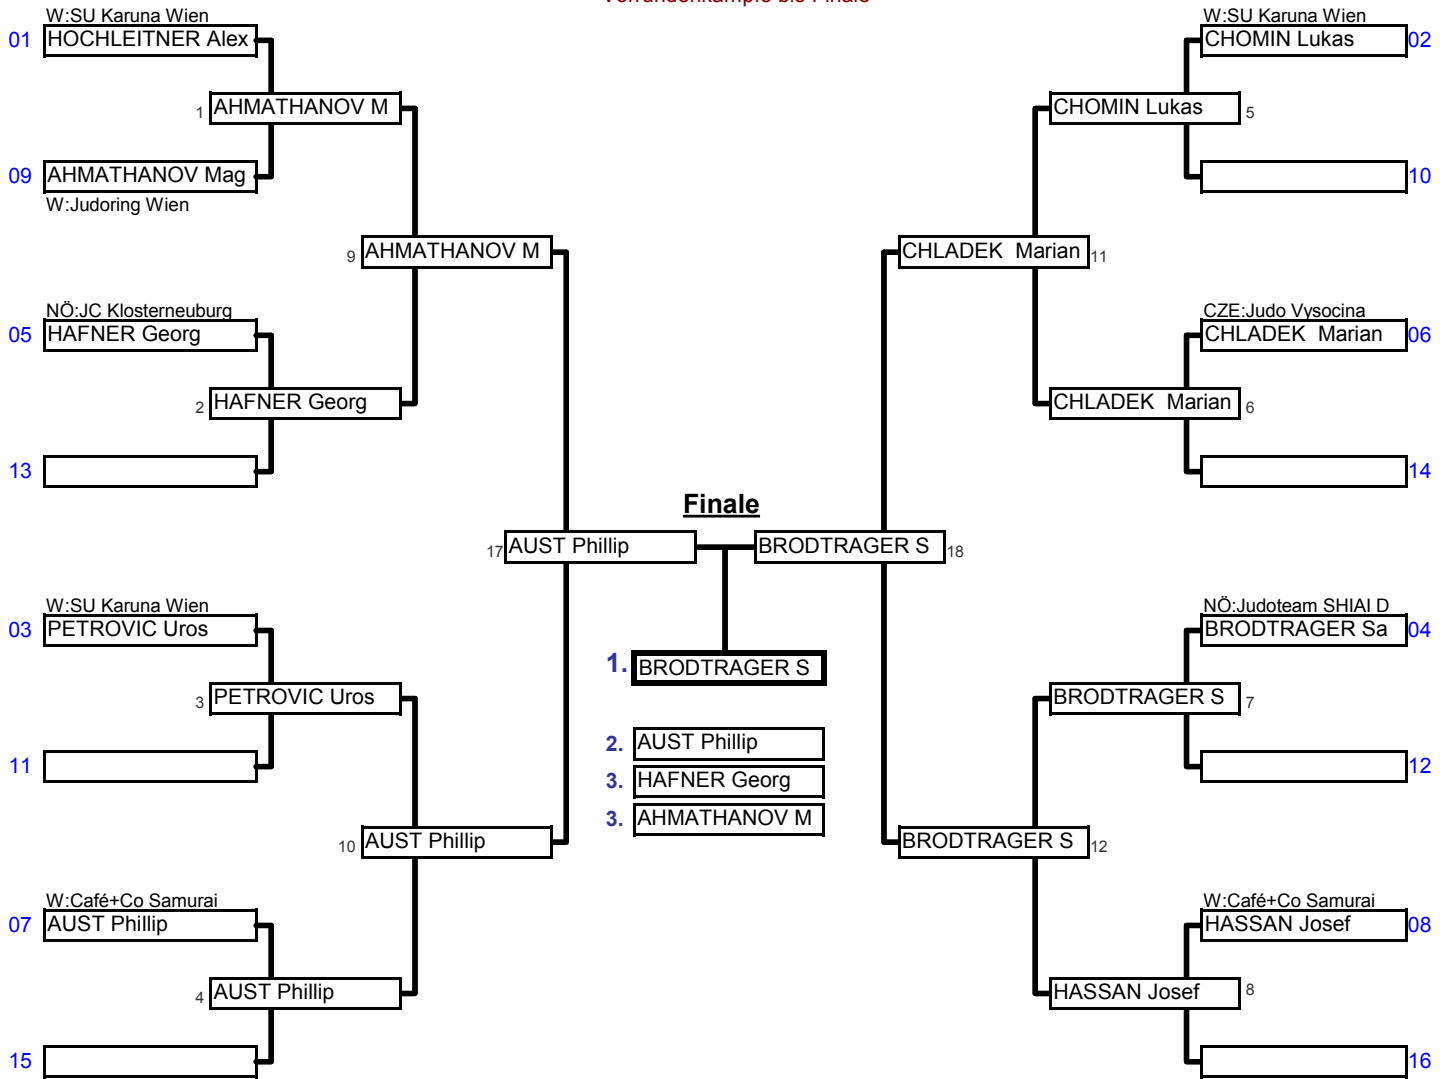 Vorrundenkämpfe bis Finale
W:SU Karuna Wien
01 HOCHLEITNER Alex
1 AHMATHANOV M
09 AHMATHANOV Mag
W:Judoring Wien
9 AHMATHANOV M
NÖ:JC Klosterneuburg
05 HAFNER Georg
2 HAFNER Georg
13
17 AUST Phillip
W:SU Karuna Wien
03 PETROVIC Uros
3 PETROVIC Uros
11
10 AUST Phillip
W:Café+Co Samurai
07 AUST Phillip
4 AUST Phillip
15
Finale
1. BRODTRAGER S
2. AUST Phillip
3. HAFNER Georg
3. AHMATHANOV M
W:SU Karuna Wien
CHOMIN Lukas 02
CHOMIN Lukas 5
10
CHLADEK Marian 11
CZE:Judo Vysocina
CHLADEK Marian 06
CHLADEK Marian 6
14
BRODTRAGER S 18
NÖ:Judoteam SHIAI D
BRODTRAGER Sa 04
BRODTRAGER S 7
12
BRODTRAGER S 12
W:Café+Co Samurai
HASSAN Josef 08
HASSAN Josef 8
16